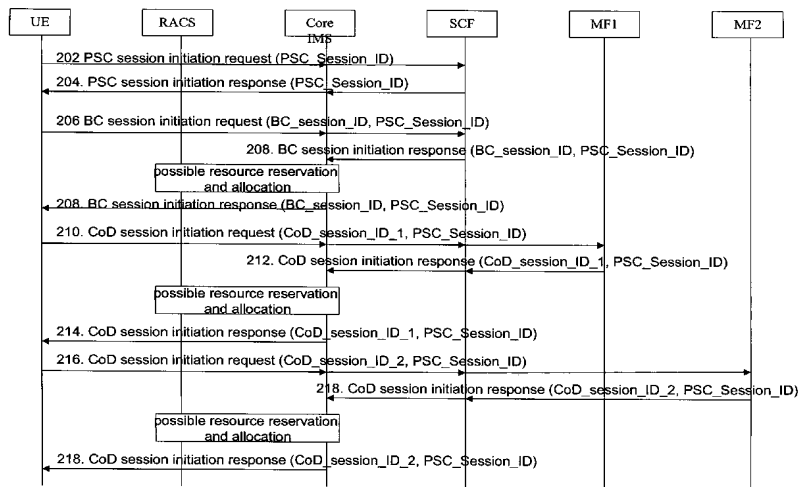 UE
RACS
Core
IMS
SCF
MF1
MF2
202 PSC session initiation request (PSC_Session_ID)
204. PSC session initiation response (PSC_Session_ID)
206 BC session initiation request (BC_session_ID, PSC_Session_ID)
208. BC session initiation response (BC_session_ID, PSC_Session_ID)
possible resource reservation
and allocation
208. BC session initiation response (BC_session_ID, PSC_Session_ID)
210. CoD session initiation request (CoD_session_ID_1, PSC_Session_ID)
212. CoD session initiation response (CoD_session_ID_1, PSC_Session_ID)
possible resource reservation
and allocation
214. CoD session initiation response (CoD_session_ID_1, PSC_Session_ID)
216. CoD session initiation request (CoD_session_ID_2, PSC_Session_ID)
218. CoD session initiation response (CoD_session_ID_2, PSC_Session_ID)
possible resource reservation
and allocation
218. CoD session initiation response (CoD_session_ID_2, PSC_Session_ID)